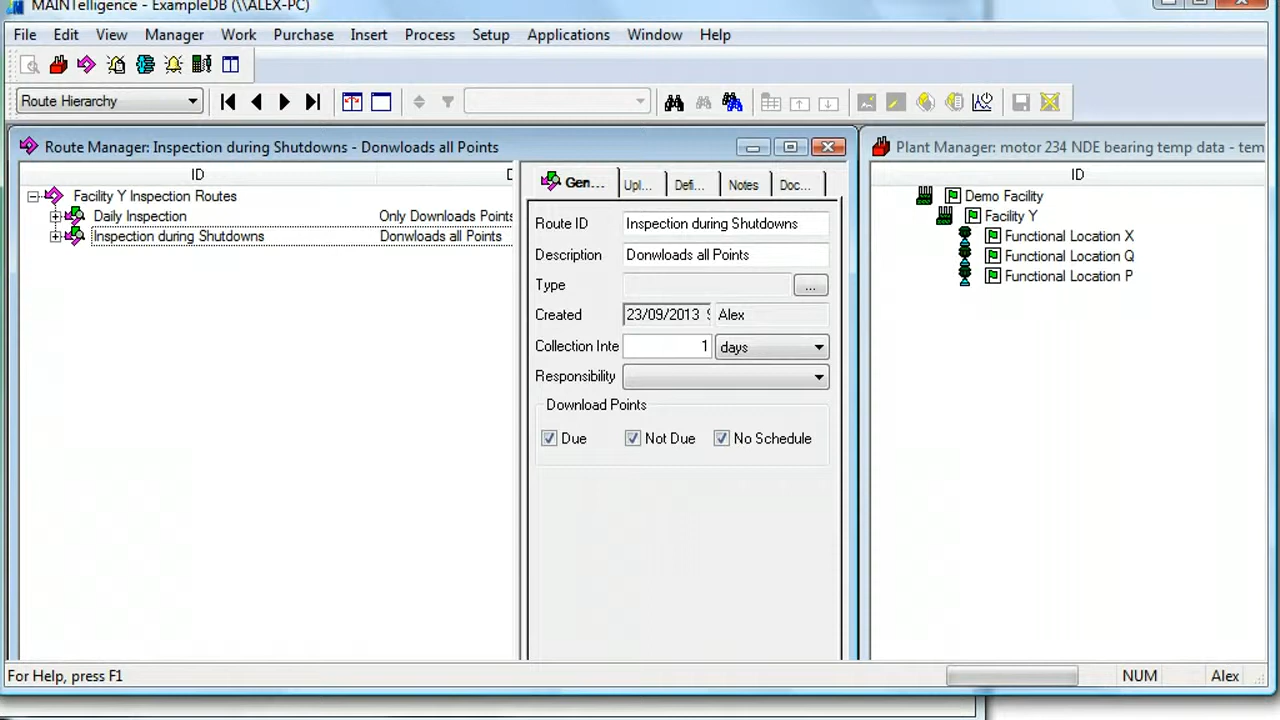 MAINTelligence - ExampleDB (\\ALEX-PC)
File Edit View Manager Work Purchase Insert Process Setup Applications Window Help
Route Hierarchy
Route Manager: Inspection during Shutdowns - Donwloads all Points
ID D
Facility Y Inspection Routes
Daily Inspection Only Downloads Points
Inspection during Shutdowns Donwloads all Points
Gen... Upl... Defi... Notes Doc...
Route ID Inspection during Shutdowns
Description Donwloads all Points
Type ...
Created 23/09/2013 Alex
Collection Inte 1 days
Responsibility
Download Points
Due Not Due No Schedule
Plant Manager: motor 234 NDE bearing temp data - tem
ID
Demo Facility
Facility Y
Functional Location X
Functional Location Q
Functional Location P
For Help, press F1 NUM Alex